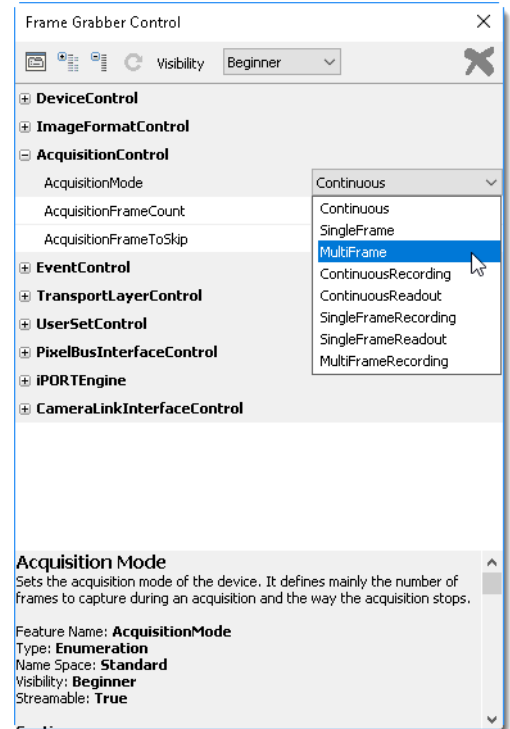 Frame Grabber Control
Visibility Beginner
DeviceControl
ImageFormatControl
AcquisitionControl
AcquisitionMode Continuous
AcquisitionFrameCount
AcquisitionFrameToSkip
Continuous
SingleFrame
MultiFrame
ContinuousRecording
ContinuousReadout
SingleFrameRecording
SingleFrameReadout
MultiFrameRecording
EventControl
TransportLayerControl
UserSetControl
PixelBusInterfaceControl
iPORTEngine
CameraLinkInterfaceControl
Acquisition Mode
Sets the acquisition mode of the device. It defines mainly the number of
frames to capture during an acquisition and the way the acquisition stops.
Feature Name: AcquisitionMode
Type: Enumeration
Name Space: Standard
Visibility: Beginner
Streamable: True